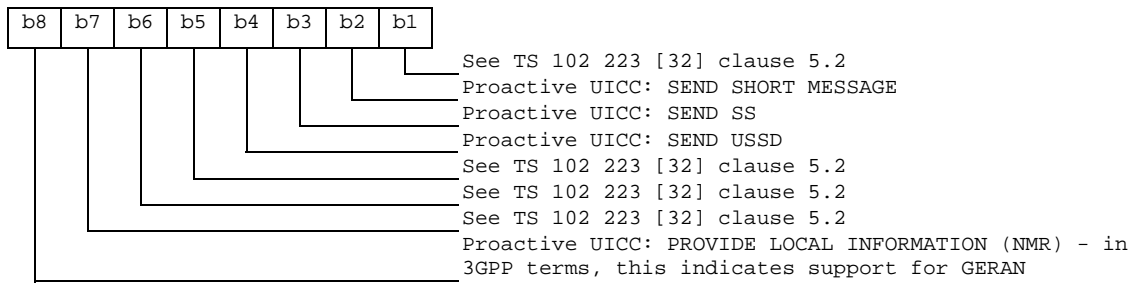 b8 b7 b6 b5 b4 b3 b2 b1
See TS 102 223 [32] clause 5.2
Proactive UICC: SEND SHORT MESSAGE
Proactive UICC: SEND SS
Proactive UICC: SEND USSD
See TS 102 223 [32] clause 5.2
See TS 102 223 [32] clause 5.2
See TS 102 223 [32] clause 5.2
Proactive UICC: PROVIDE LOCAL INFORMATION (NMR) - in
3GPP terms, this indicates support for GERAN